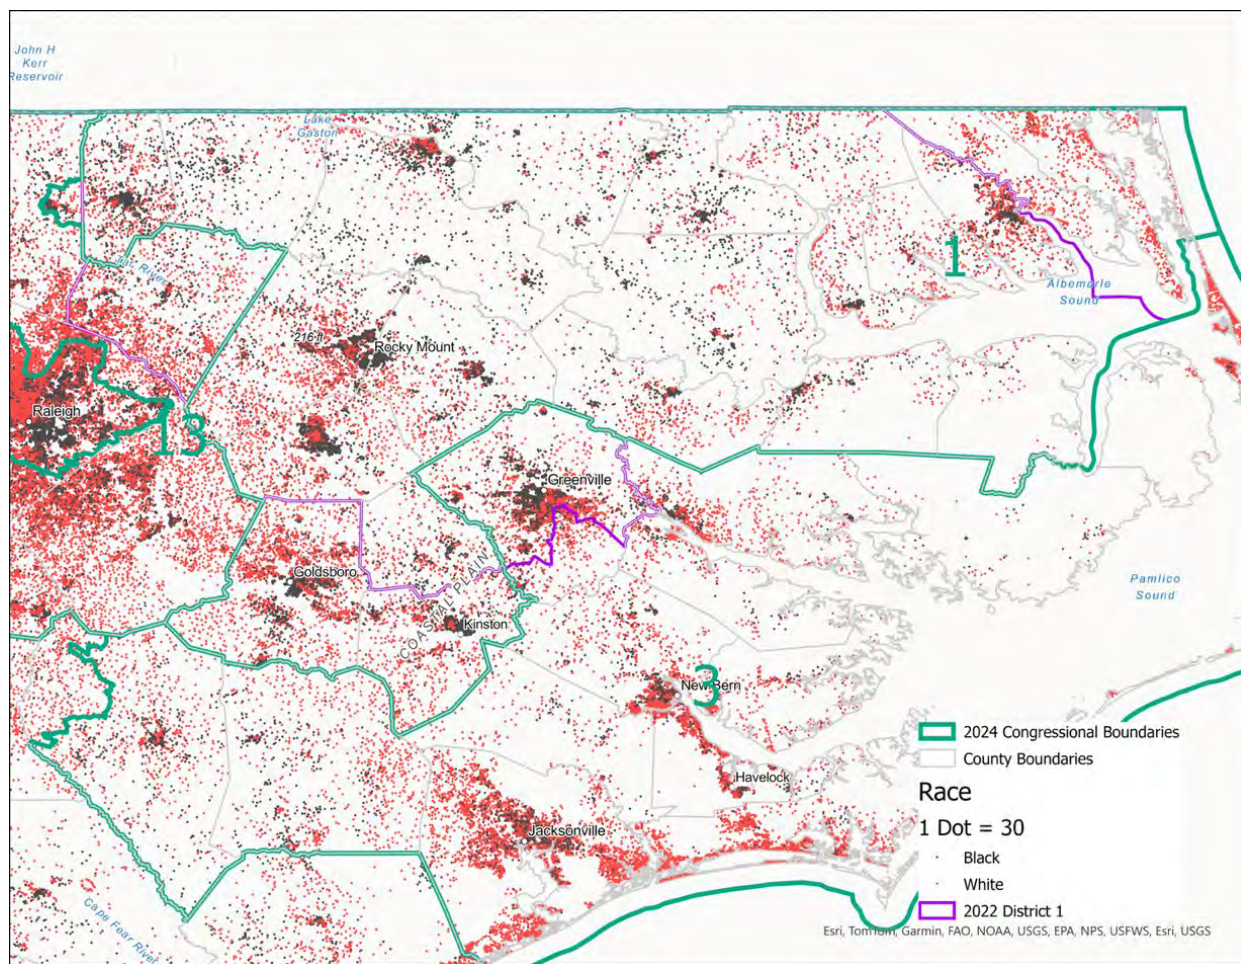 John H
Kerr
Reservoir
Lake
Gaston
1
Albemarle
Sound
Tar River
216 ft
Rocky Mount
Raleigh
13
Greenville
Goldsboro
COASTAL PLAIN
Kinston
Pamlico
Sound
3
New Bern
Havelock
Jacksonville
Cape Fear River
2024 Congressional Boundaries
County Boundaries
Race
1 Dot = 30
Black
White
2022 District 1
Esri, TomTom, Garmin, FAO, NOAA, USGS, EPA, NPS, USFWS, Esri, USGS